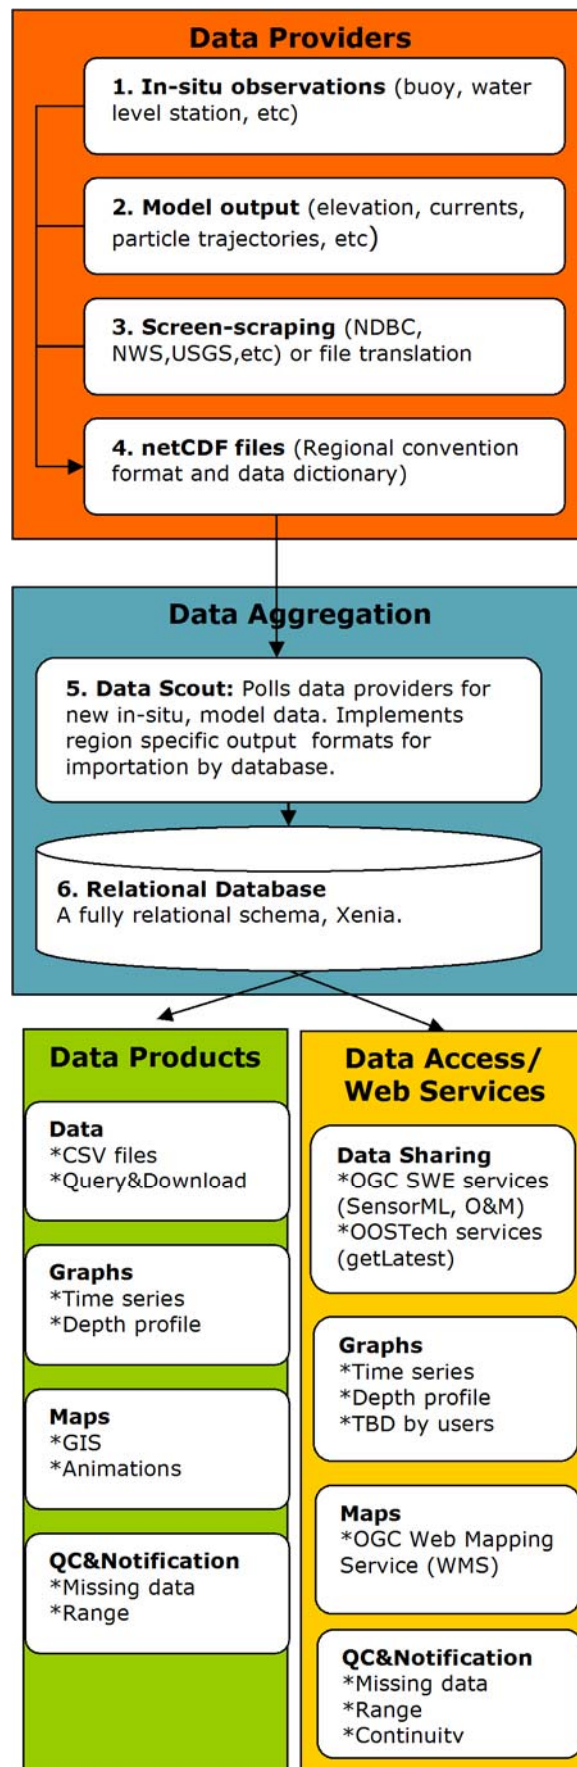 Data Providers
1. In-situ observations (buoy, water
level station, etc)
2. Model output (elevation, currents,
particle trajectories, etc)
3. Screen-scraping (NDBC,
NWS,USGS,etc) or file translation
4. netCDF files (Regional convention
format and data dictionary)
Data Aggregation
5. Data Scout: Polls data providers for
new in-situ, model data. Implements
region specific output formats for
importation by database.
6. Relational Database
A fully relational schema, Xenia.
Data Products
Data
*CSV files
*Query&Download
Graphs
*Time series
*Depth profile
Maps
*GIS
*Animations
QC&Notification
*Missing data
*Range
Data Access/
Web Services
Data Sharing
*OGC SWE services
(SensorML, O&M)
*OOSTech services
(getLatest)
Graphs
*Time series
*Depth profile
*TBD by users
Maps
*OGC Web Mapping
Service (WMS)
QC&Notification
*Missing data
*Range
*Continuity